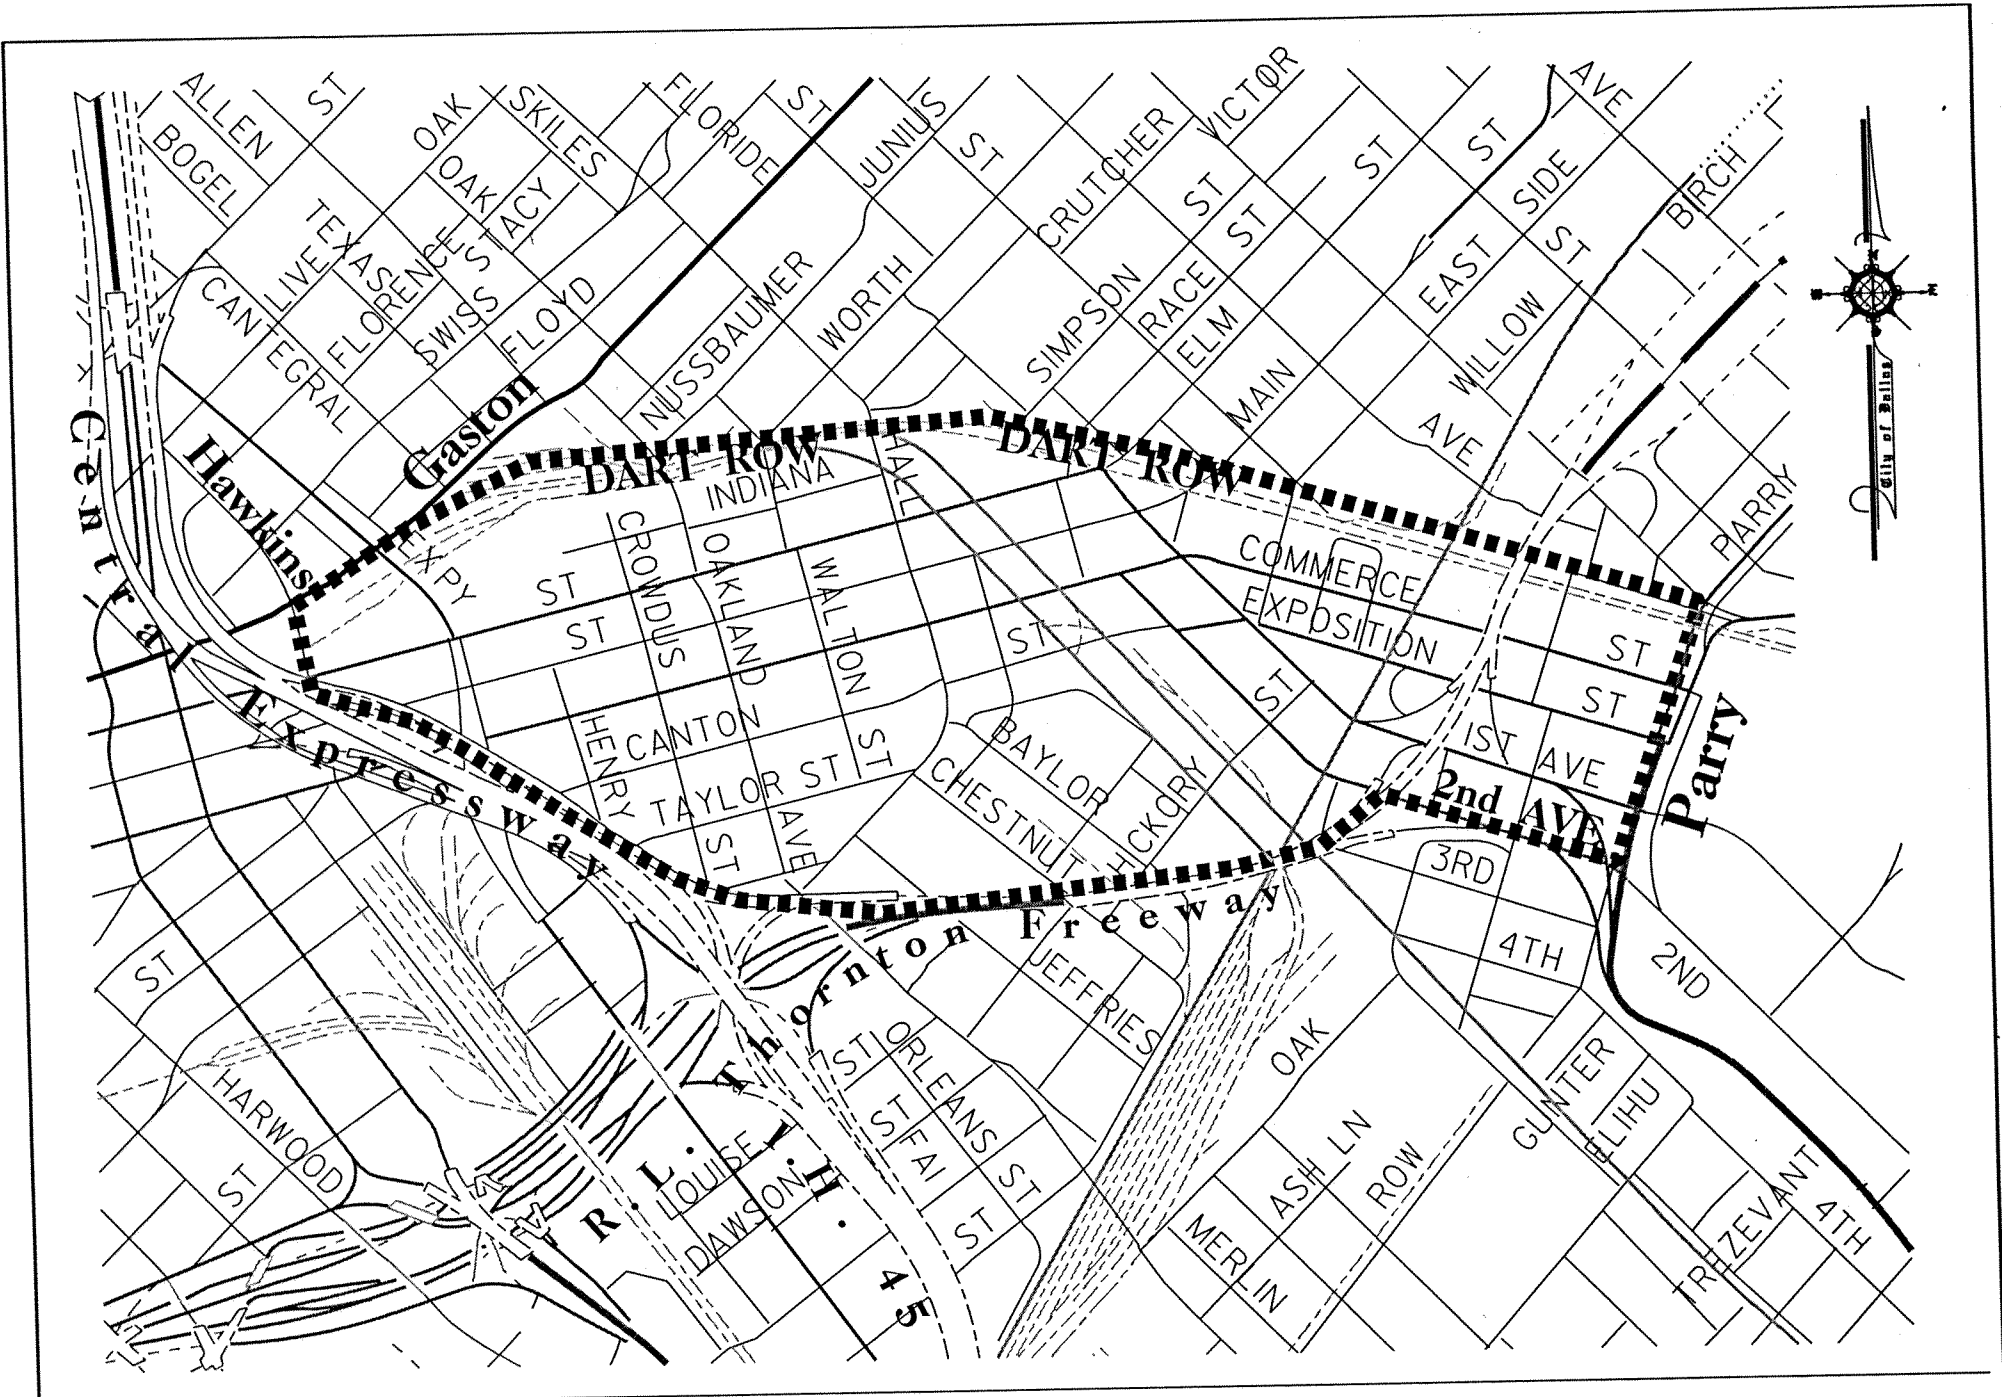 ALLEN
ST
BOGEL
OAK
SKILES
FLORIDE
ST
JUNIUS
ST
CRUTCHER
VICTOR
ST
ST
AVE
SIDE
BIRCH
TEXAS
LIVE
OAK
STACY
ST
FLORENCE
SWISS
FLOYD
CANTEGRAL
NUSSBAUMER
WORTH
SIMPSON
RACE
ST
ELM
MAIN
EAST
ST
WILLOW
AVE
PARRY
City of Dallas
Central
Expressway
Hawkins
Gaston
DART ROW
DART ROW
INDIANA
HALL
EXPY
ST
ST
CROWDUS
OAKLAND
WALTON
ST
COMMERCE
EXPOSITION
ST
ST
ST
HENRY
CANTON
TAYLOR ST
ST
ST
AVE
BAYLOR
CHESTNUT
HICKORY
1ST AVE
2nd AVE
Parry
3RD
4TH
2ND
Thornton Freeway
JEFFRIES
ST
HARWOOD
ST
ST
ORLEANS
ST
ST
FAI
ST
LOUISE
DAWSON
R. L.
I. H. 45
OAK
ASH LN
ROW
MERLIN
GUNTER
ELIHU
TREZEVANT
4TH